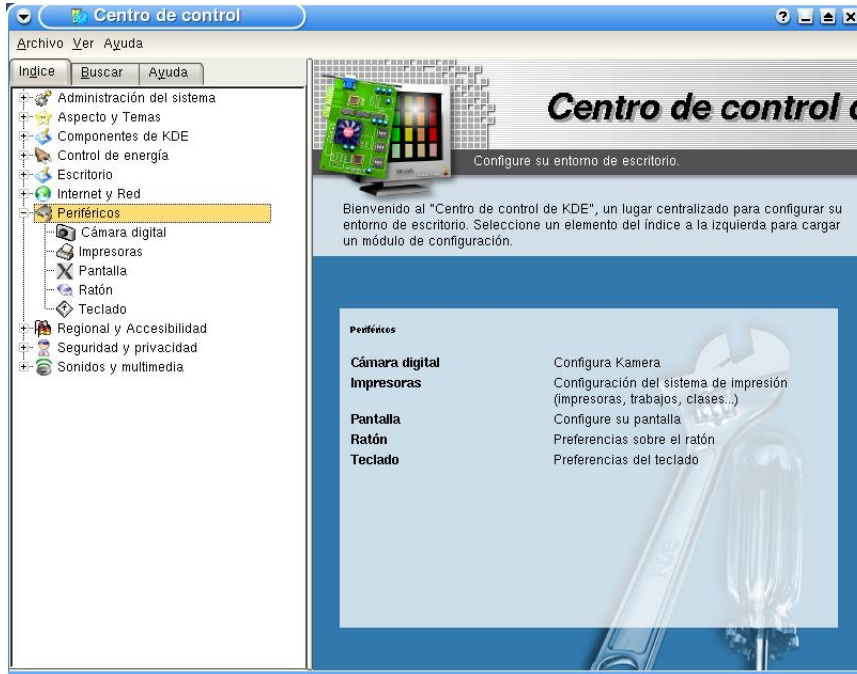 Centro de control
Archivo Ver Ayuda
Indice Buscar Ayuda
Administración del sistema
Aspecto y Temas
Componentes de KDE
Control de energía
Escritorio
Internet y Red
Periféricos
Cámara digital
Impresoras
Pantalla
Ratón
Teclado
Regional y Accesibilidad
Seguridad y privacidad
Sonidos y multimedia
Centro de control
Configure su entorno de escritorio.
Bienvenido al "Centro de control de KDE", un lugar centralizado para configurar su
entorno de escritorio. Seleccione un elemento del índice a la izquierda para cargar
un módulo de configuración.
Periféricos
Cámara digital Configura Kamera
Impresoras Configuración del sistema de impresión
(impresoras, trabajos, clases...)
Pantalla Configure su pantalla
Ratón Preferencias sobre el ratón
Teclado Preferencias del teclado
KDE